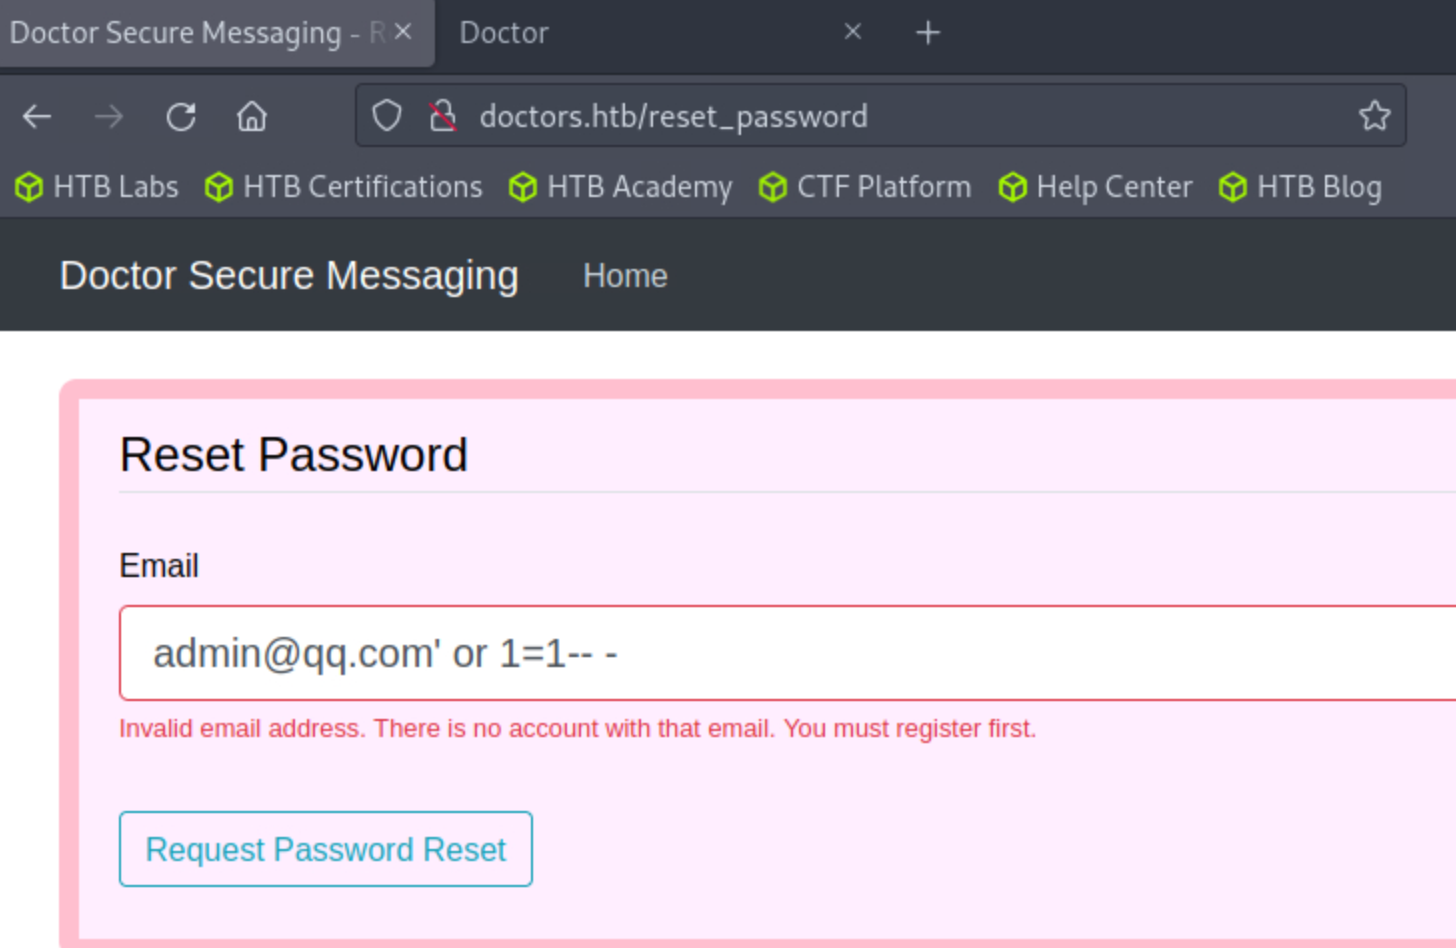 Doctor Secure Messaging - R Doctor
doctors.htb/reset_password
HTB Labs HTB Certifications HTB Academy CTF Platform Help Center HTB Blog
Doctor Secure Messaging Home
Reset Password
Email
admin@qq.com' or 1=1-- -
Invalid email address. There is no account with that email. You must register first.
Request Password Reset